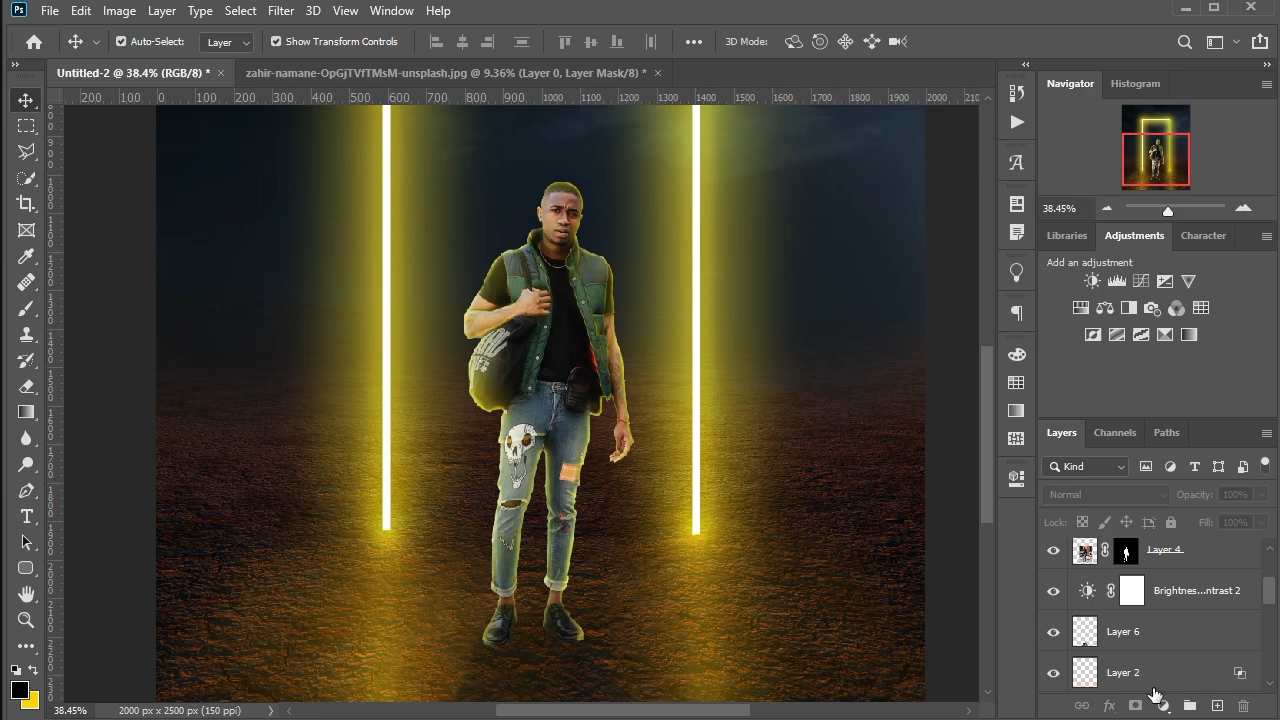 Ps File Edit Image Layer Type Select Filter 3D View Window Help
Auto-Select: Layer Show Transform Controls 3D Mode:
Untitled-2 @ 38.4% (RGB/8) * × zahir-namane-OpGjTVfTMsM-unsplash.jpg @ 9.36% (Layer 0, Layer Mask/8) * ×
200 100 0 100 200 300 400 500 600 700 800 900 1000 1100 1200 1300 1400 1500 1600 1700 1800 1900 2000
Navigator Histogram
38.45%
Libraries Adjustments Character
Add an adjustment
Layers Channels Paths
Kind
Normal Opacity: 100%
Lock: Fill: 100%
Layer 4
Brightnes...ntrast 2
Layer 6
Layer 2
fx
38.45% 2000 px x 2500 px (150 ppi)